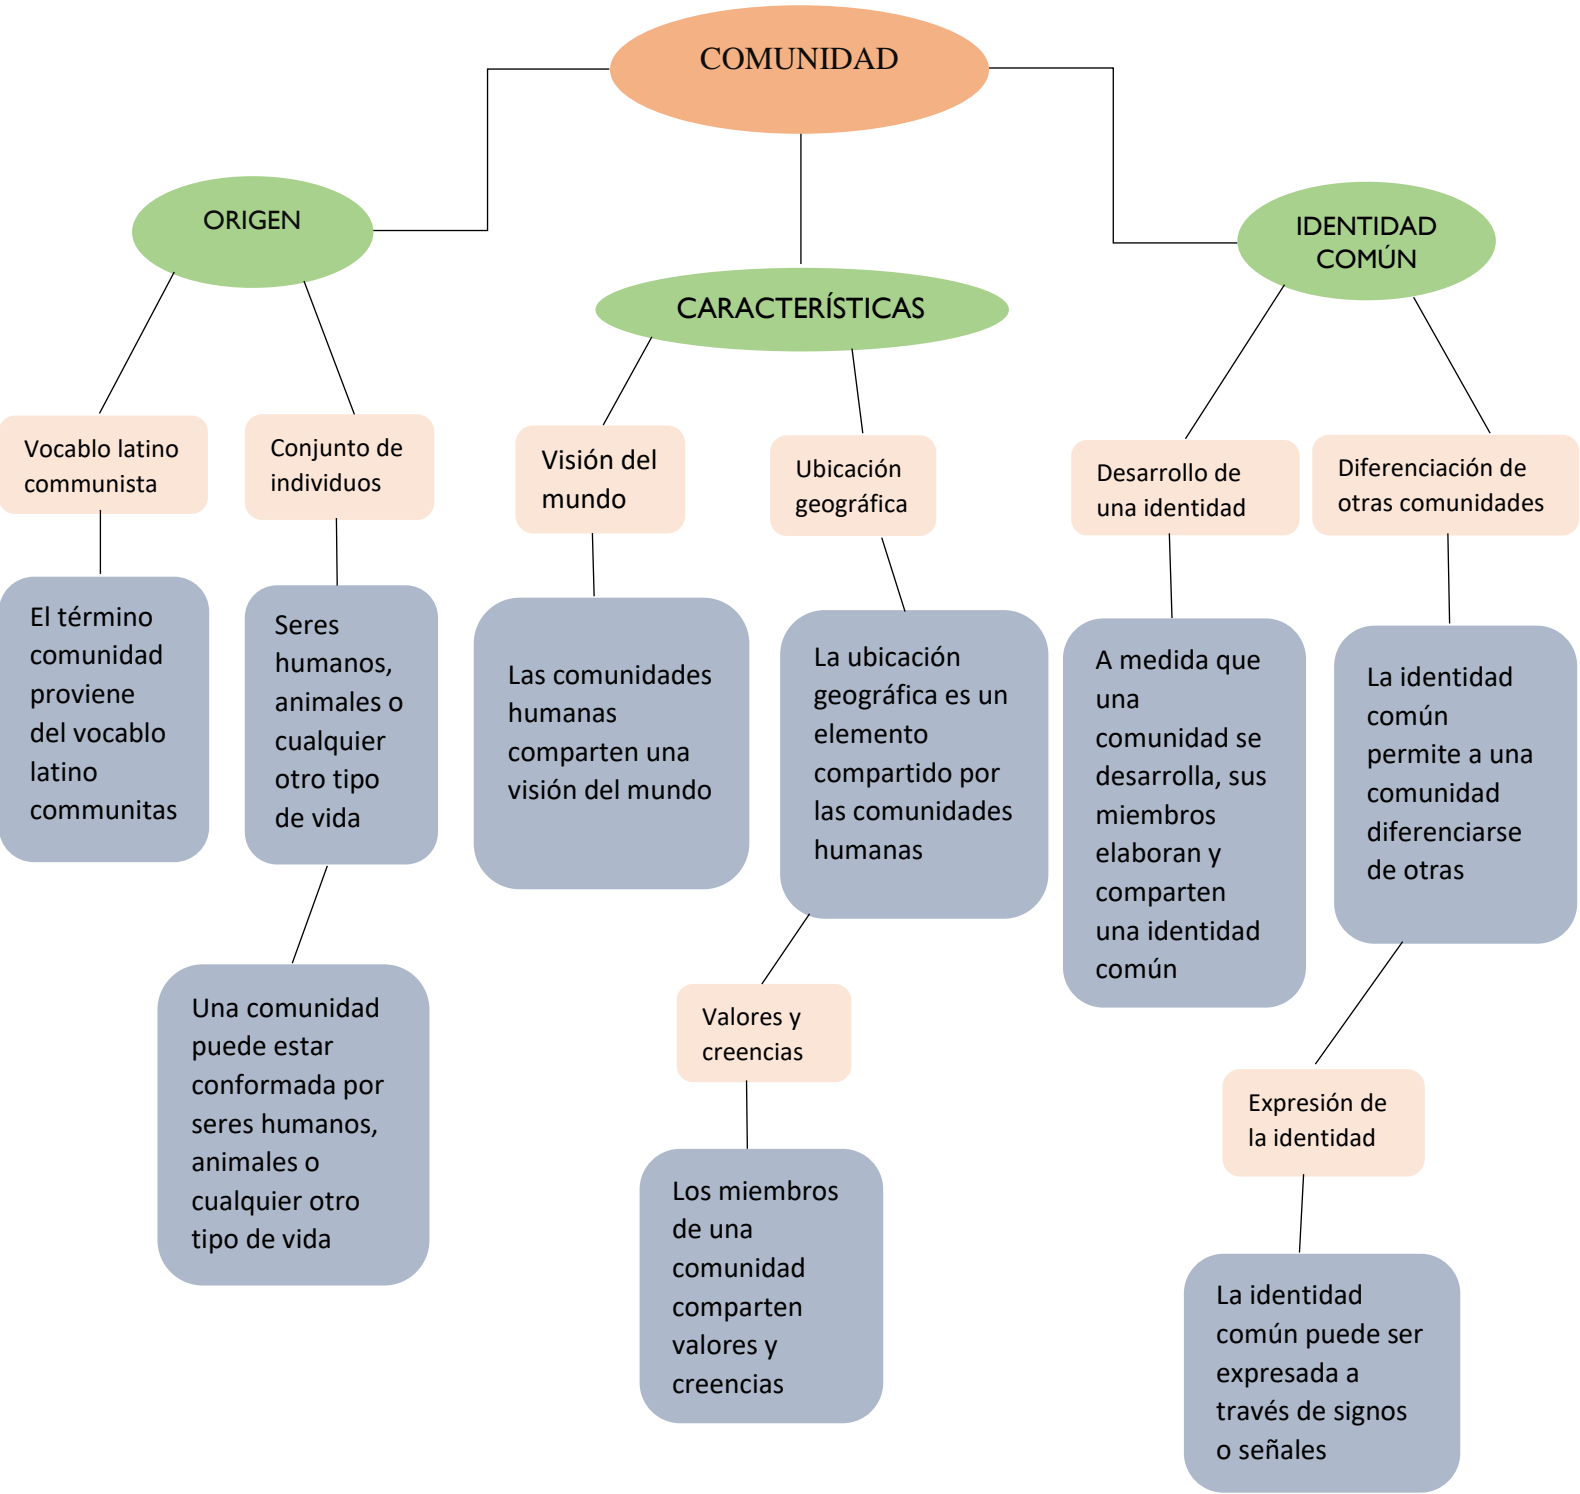 COMUNIDAD
ORIGEN
CARACTERÍSTICAS
IDENTIDAD
COMÚN
Vocablo latino
communista
Conjunto de
individuos
Visión del
mundo
Ubicación
geográfica
Desarrollo de
una identidad
Diferenciación de
otras comunidades
El término
comunidad
proviene
del vocablo
latino
communitas
Seres
humanos,
animales o
cualquier
otro tipo
de vida
Las comunidades
humanas
comparten una
visión del mundo
La ubicación
geográfica es un
elemento
compartido por
las comunidades
humanas
A medida que
una
comunidad se
desarrolla, sus
miembros
elaboran y
comparten
una identidad
común
La identidad
común
permite a una
comunidad
diferenciarse
de otras
Una comunidad
puede estar
conformada por
seres humanos,
animales o
cualquier otro
tipo de vida
Valores y
creencias
Los miembros
de una
comunidad
comparten
valores y
creencias
Expresión de
la identidad
La identidad
común puede ser
expresada a
través de signos
o señales